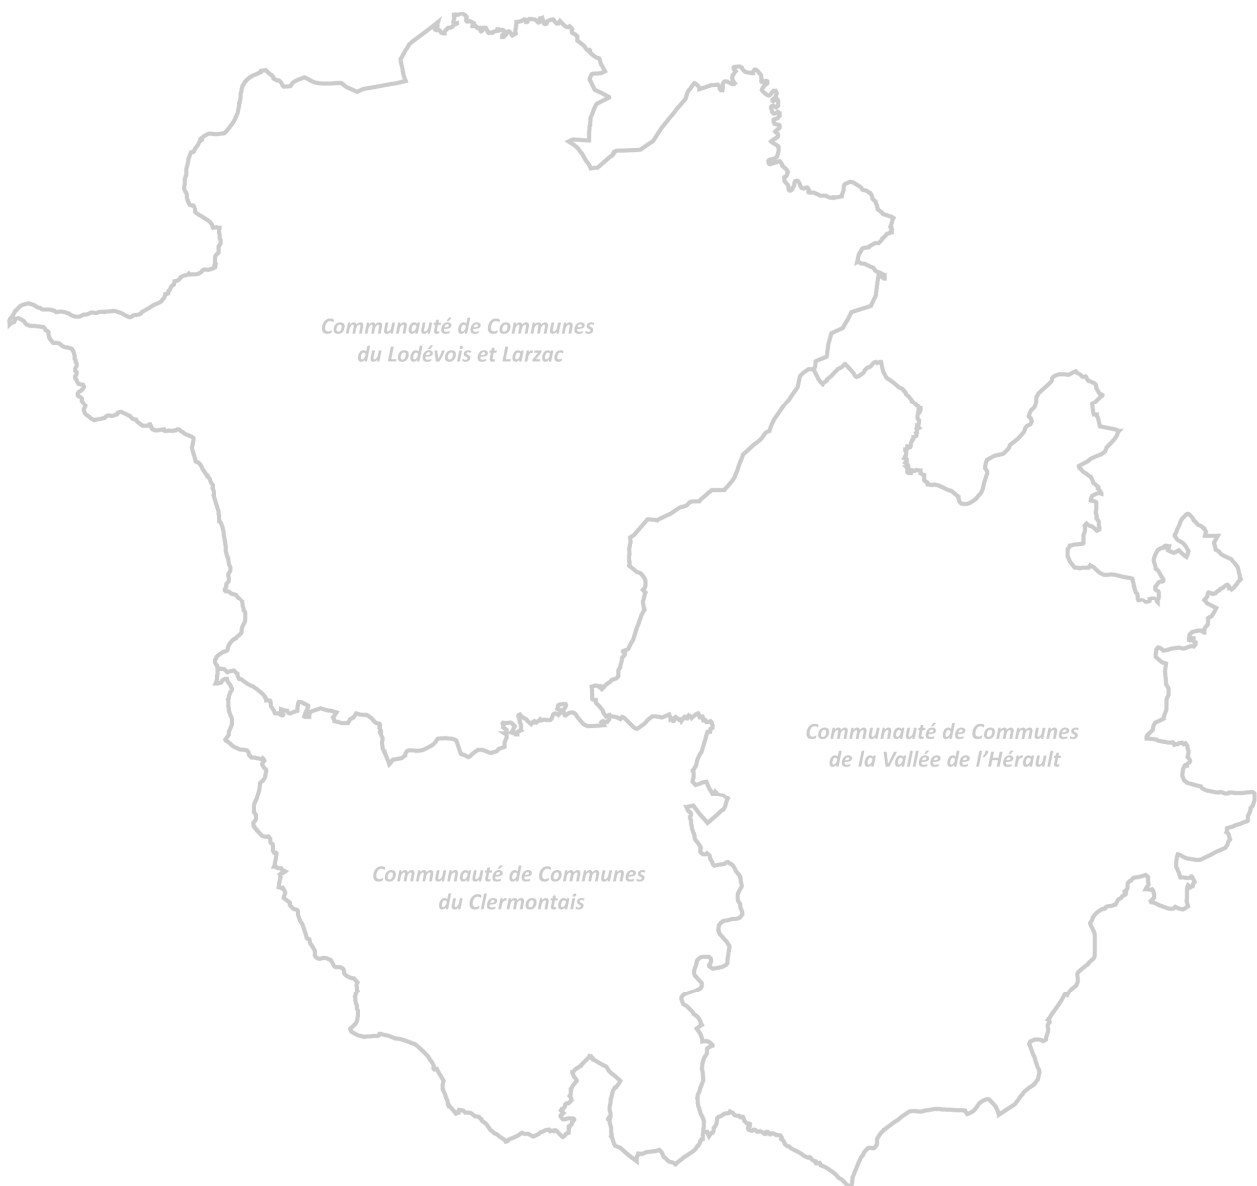 Communauté de Communes
du Lodévois et Larzac
Communauté de Communes
de la Vallée de l’Hérault
Communauté de Communes
du Clermontais